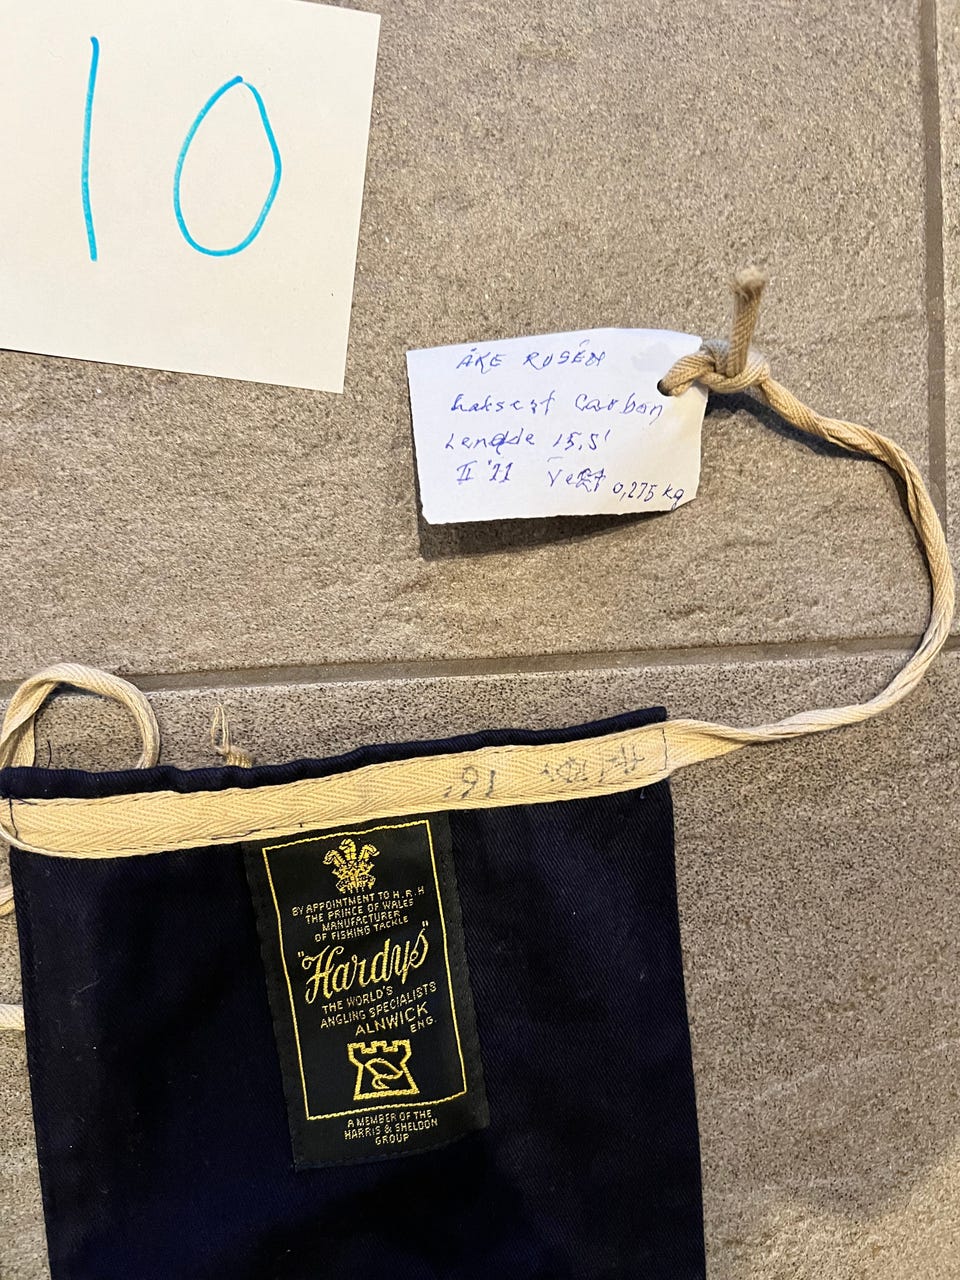 10
ÅKE ROSÉN
Carbon
Lengde 15,5'
II '11 Vekt 0,275 kg
16'
BY APPOINTMENT TO H.R.H
THE PRINCE OF WALES
MANUFACTURER
OF FISHING TACKLE
"Hardys"
THE WORLD'S
ANGLING SPECIALISTS
ALNWICK
ENG.
A MEMBER OF THE
HARRIS & SHELDON
GROUP